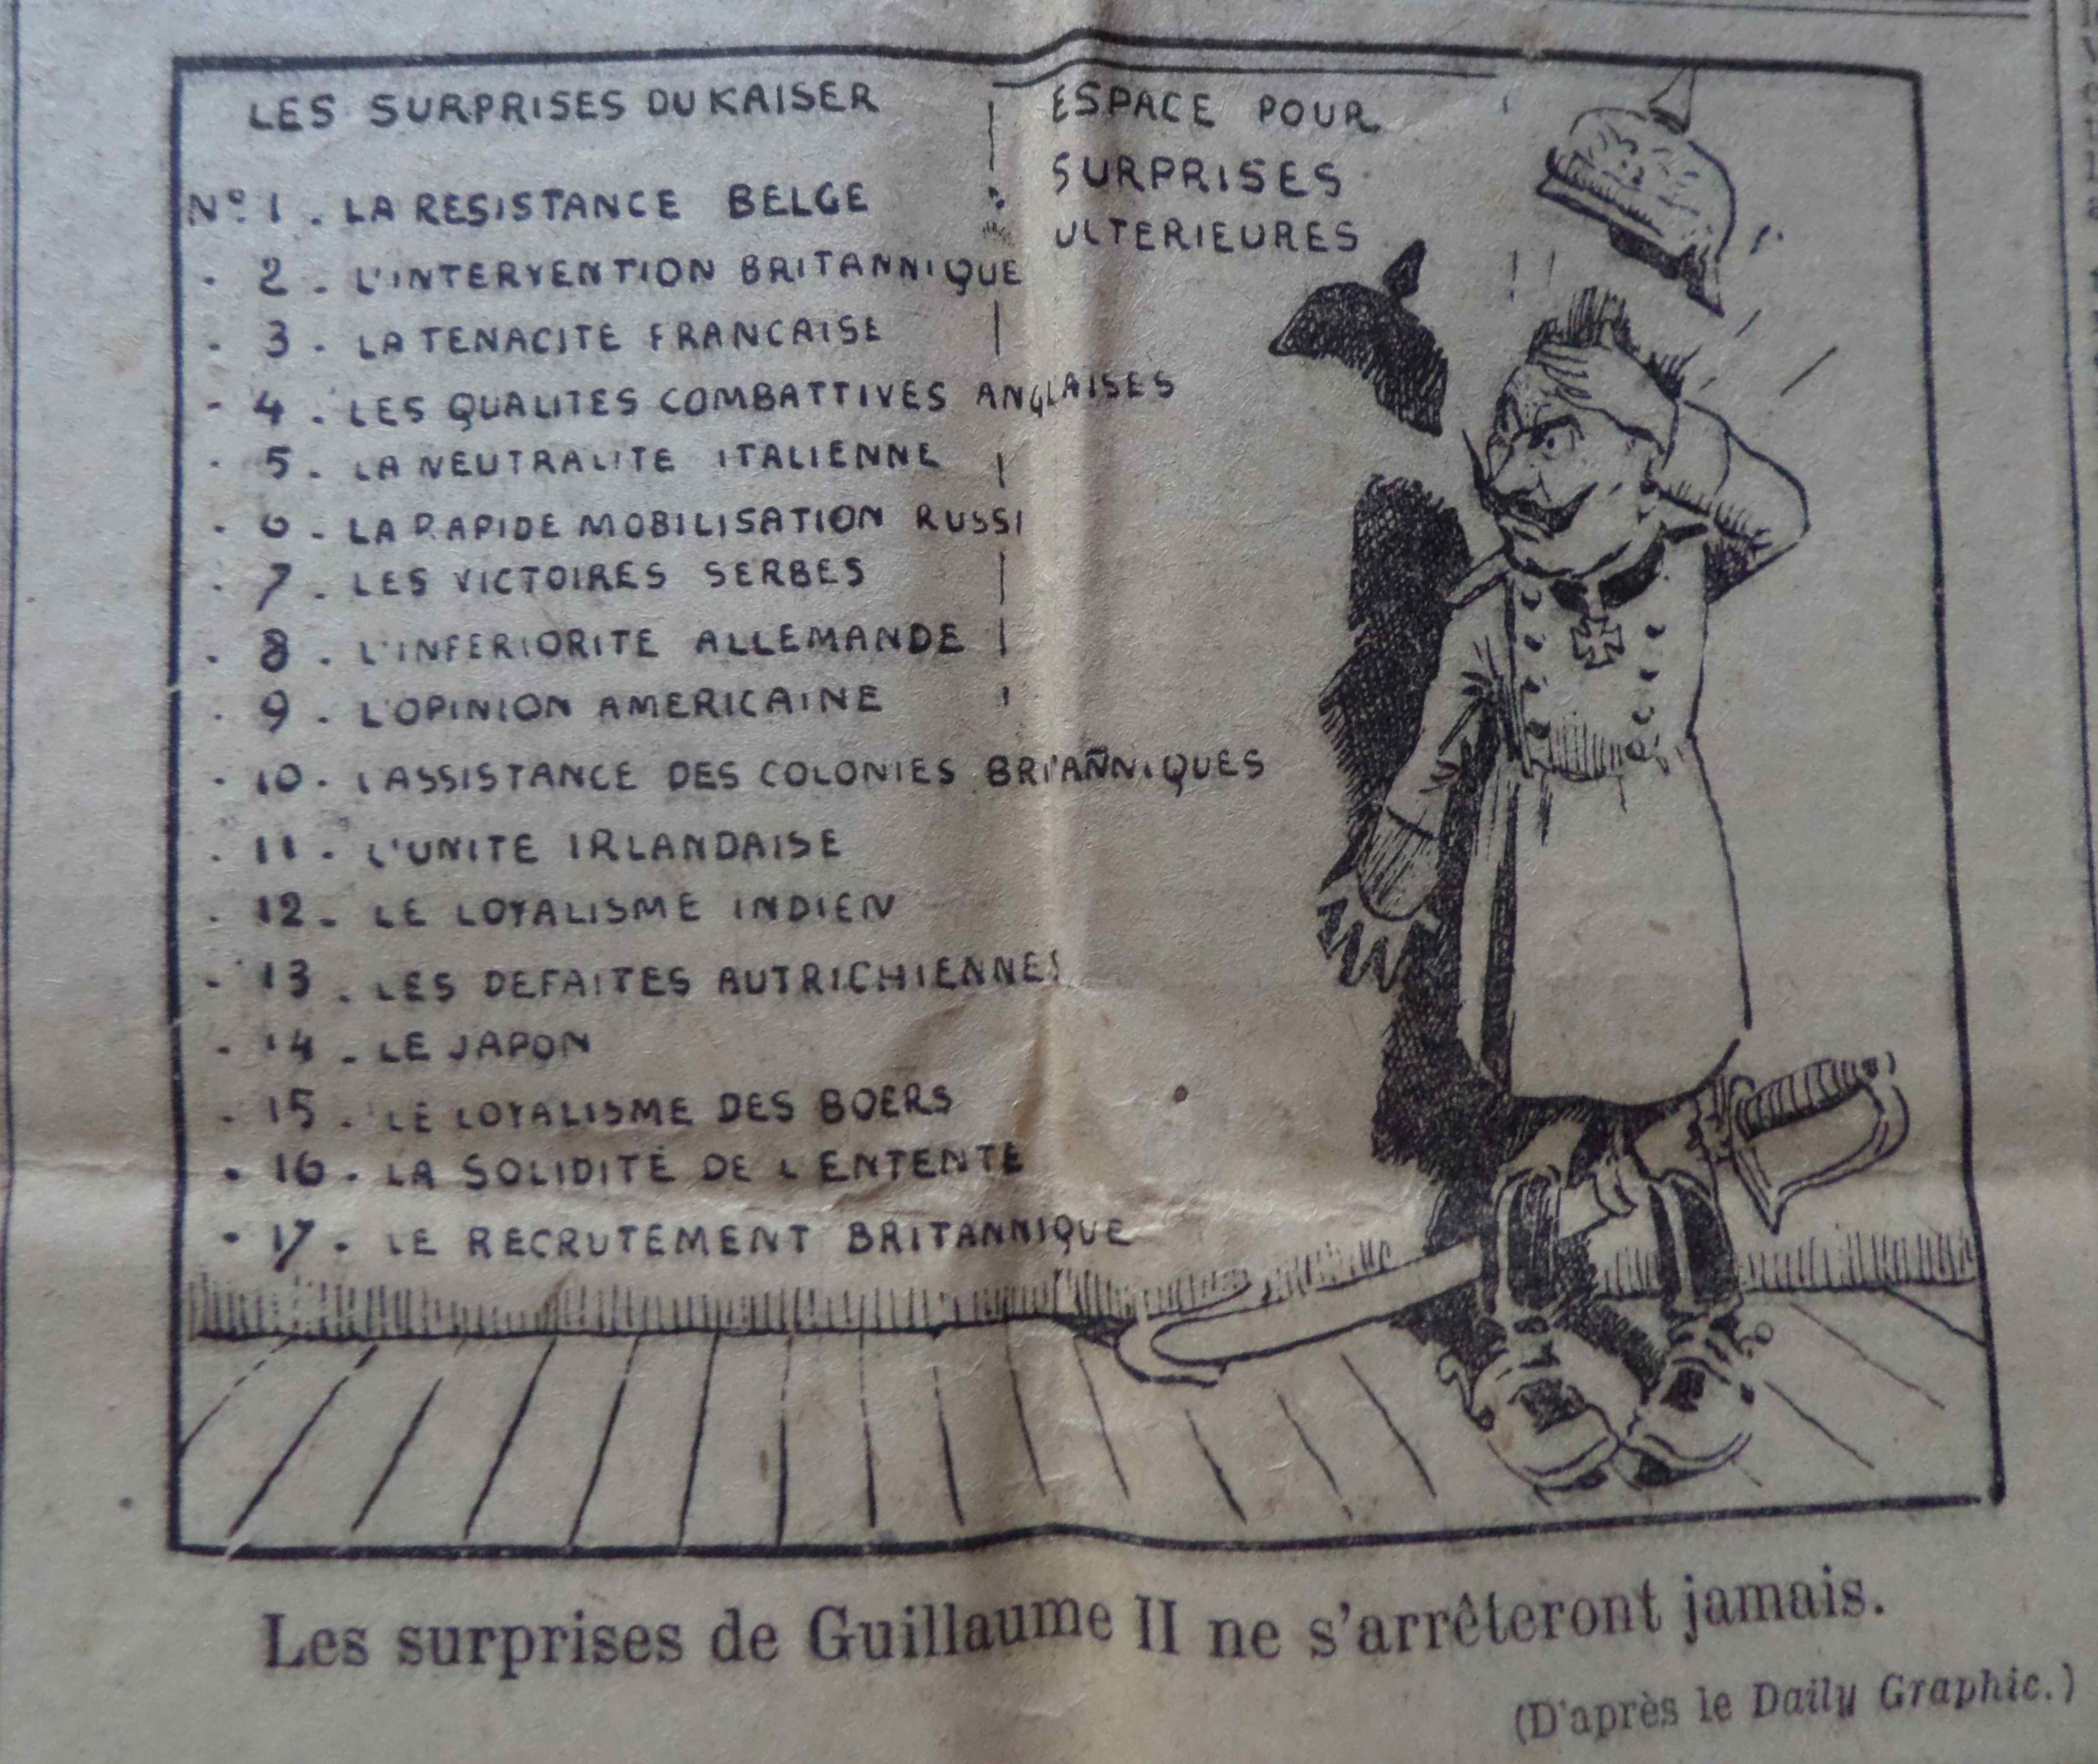 LES SURPRISES DU KAISER
N° 1 . LA RESISTANCE BELGE
- 2 - L'INTERVENTION BRITANNIQUE
- 3 - LA TENACITE FRANCAISE
- 4 . LES QUALITES COMBATTIVES ANGLAISES
- 5 - LA NEUTRALITE ITALIENNE
- 6 - LA RAPIDE MOBILISATION RUSSI
- 7 - LES VICTOIRES SERBES
- 8 . L'INFERIORITE ALLEMANDE
- 9 - L'OPINION AMERICAINE
- 10 - L'ASSISTANCE DES COLONIES BRITANNIQUES
- 11 - L'UNITE IRLANDAISE
- 12 - LE LOYALISME INDIEN
- 13 . LES DEFAITES AUTRICHIENNES
- 14 - LE JAPON
- 15 . LE LOYALISME DES BOERS
- 16 - LA SOLIDITÉ DE L'ENTENTE
- 17 - LE RECRUTEMENT BRITANNIQUE
ESPACE POUR
SURPRISES
ULTERIEURES
Les surprises de Guillaume II ne s'arrêteront jamais.
(D'après le Daily Graphic.)